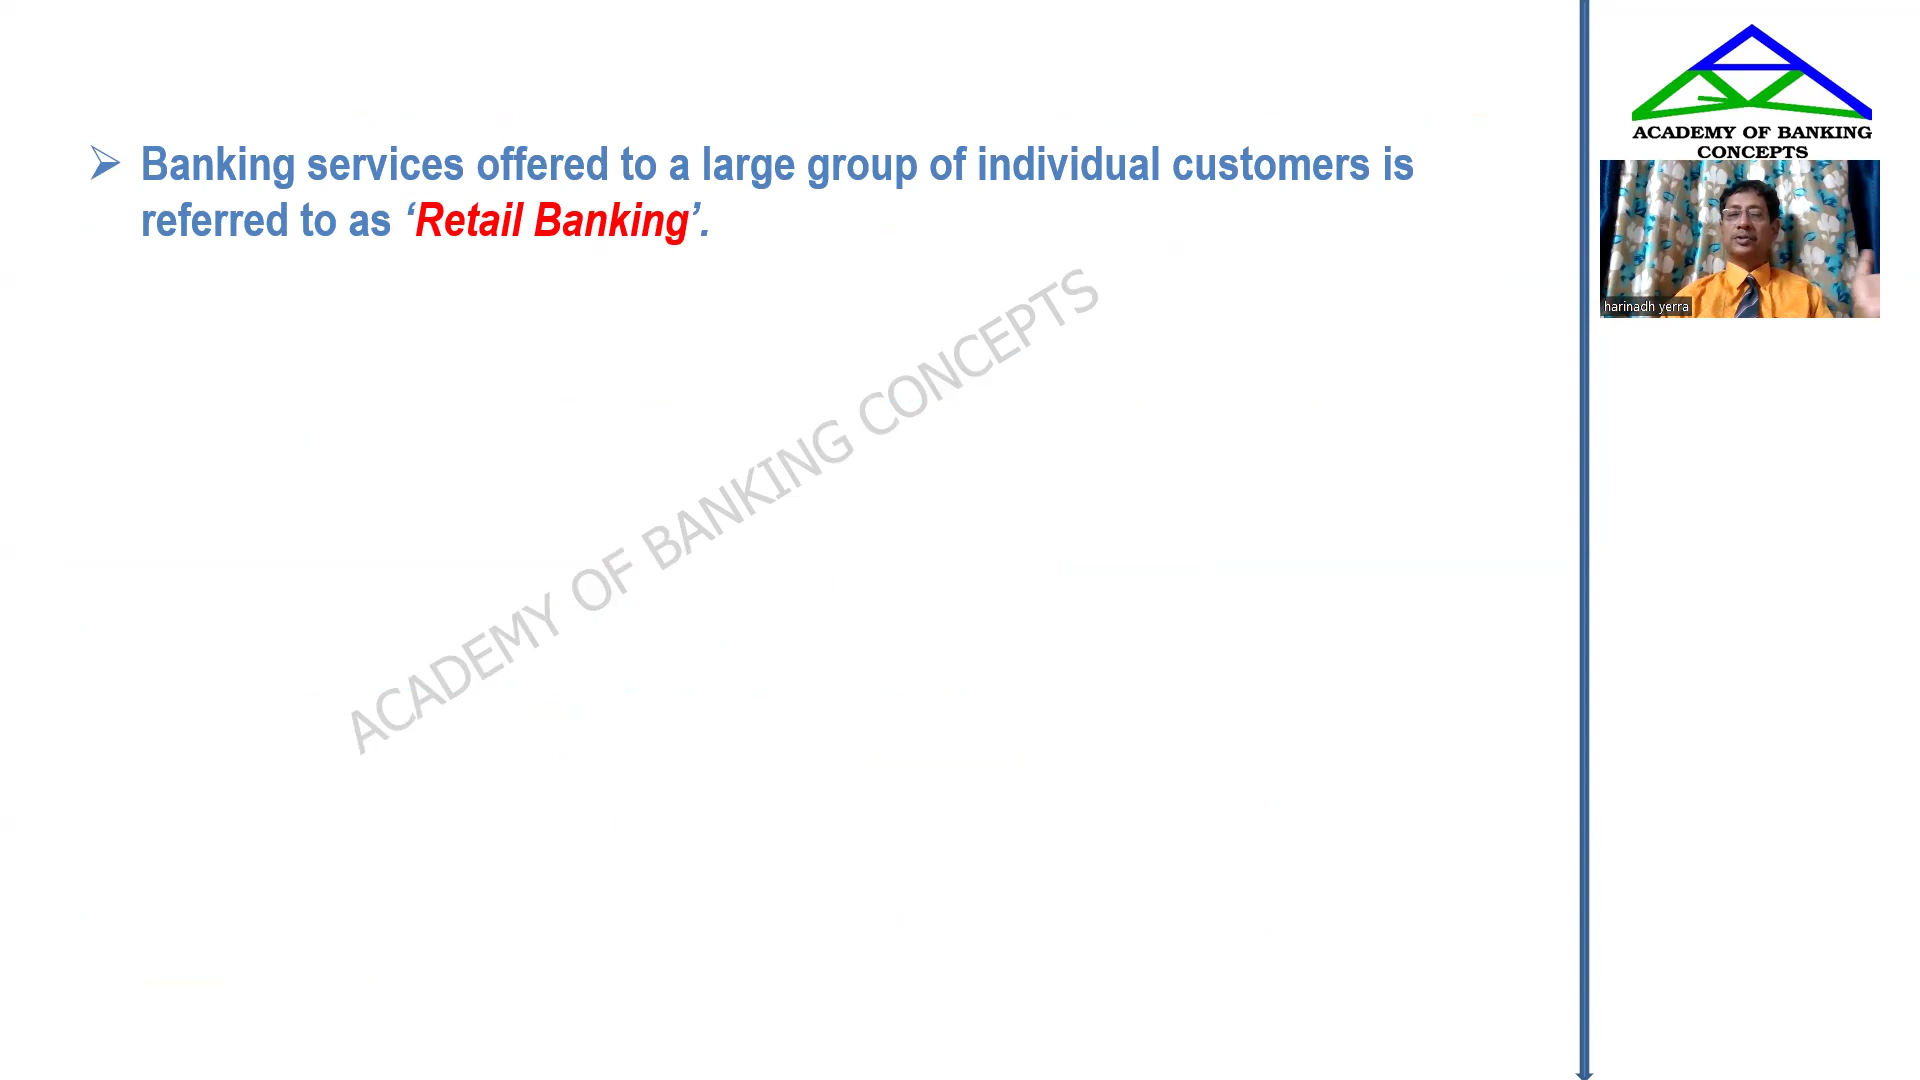 ➢ Banking services offered to a large group of individual customers is
referred to as ‘Retail Banking’.
ACADEMY OF BANKING CONCEPTS
ACADEMY OF BANKING
CONCEPTS
harinadh yerra